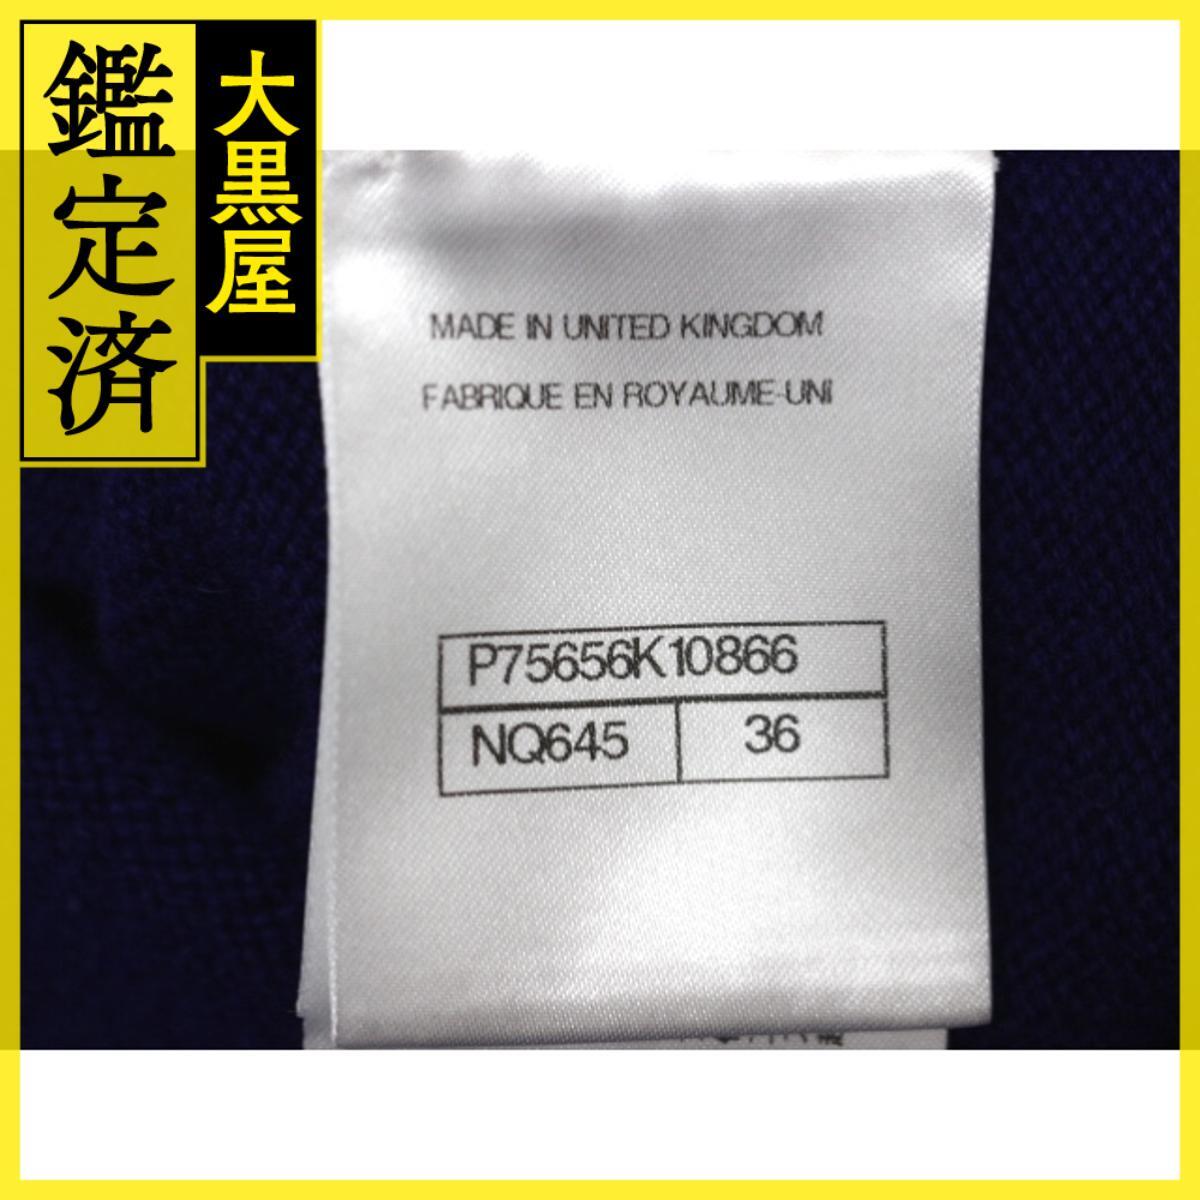 鑑定済
大黒屋
MADE IN UNITED KINGDOM
FABRIQUE EN ROYAUME-UNI
P75656K10866
NQ645 36